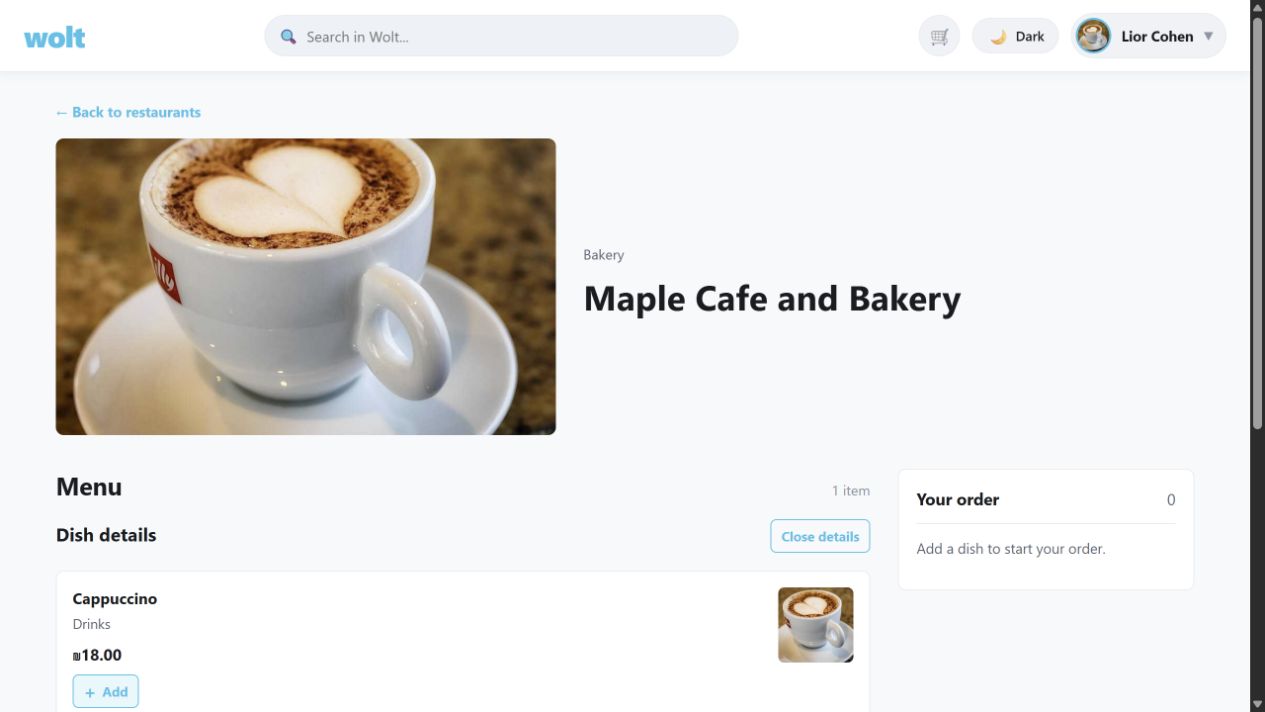 wolt
Search in Wolt...
Dark
Lior Cohen ▼
← Back to restaurants
illy
Bakery
Maple Cafe and Bakery
Menu
1 item
Dish details
Close details
Cappuccino
Drinks
₪18.00
+ Add
Your order
0
Add a dish to start your order.